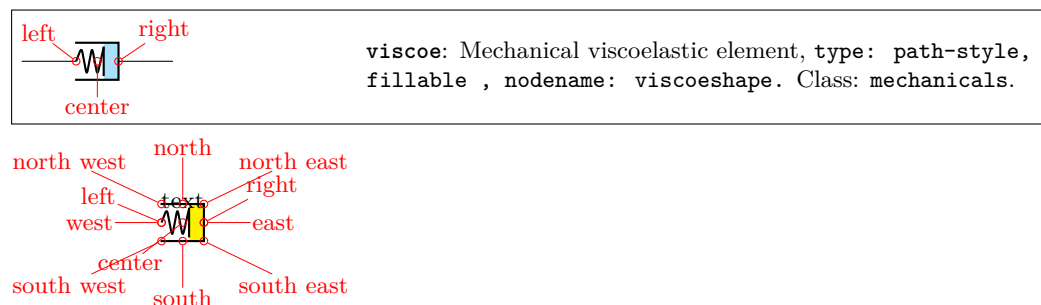 left
right
center
viscoe: Mechanical viscoelastic element, type: path-style,
fillable , nodename: viscoeshape. Class: mechanicals.
north
north west
north east
right
left
text
west
east
center
south west
south east
south